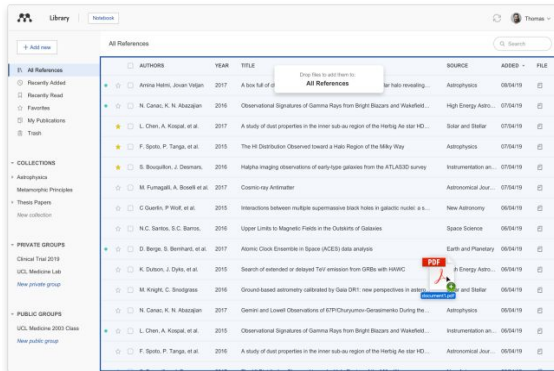 Library
Notebook
Thomas
+ Add new
All References
Search
All References
Recently Added
Recently Read
Favorites
My Publications
Trash
COLLECTIONS
Astrophysics
Metamorphic Principles
Thesis Papers
New collection
PRIVATE GROUPS
Clinical Trial 2019
UCL Medicine Lab
New private group
PUBLIC GROUPS
UCL Medicine 2003 Class
New public group
AUTHORS YEAR TITLE SOURCE ADDED FILE
Drop files to add them to:
All References
Amina Helmi, Jovan Veljan 2017 A box full of ch tar halo revealing... Astrophysics 08/04/19
N. Canac, K. N. Abazajian 2016 Observational Signatures of Gamma Rays from Bright Blazars and Wakefield... High Energy Astro... 07/04/19
L. Chen, A. Kospal, et al. 2017 A study of dust properties in the inner sub-au region of the Herbig Ae star HD... Solar and Stellar 07/04/19
F. Spoto, P. Tanga, et al. 2015 The HI Distribution Observed toward a Halo Region of the Milky Way Astrophysics 07/04/19
S. Bouquillon, J. Desmars, 2016 Halpha imaging observations of early-type galaxies from the ATLAS3D survey Instrumentation an... 07/04/19
M. Fumagalli, A. Boselli et al. 2017 Cosmic-ray Antimatter Astronomical Jour... 06/04/19
C Guerlin, P Wolf, et al. 2015 Interactions between multiple supermassive black holes in galactic nuclei: a s... New Astronomy 06/04/19
N.C. Santos, S.C. Barros, 2016 Upper Limits to Magnetic Fields in the Outskirts of Galaxies Space Science 06/04/19
D. Berge, S. Bernhard, et al. 2017 Atomic Clock Ensemble in Space (ACES) data analysis Earth and Planetary 06/04/19
K. Dutson, J. Dyke, et al. 2015 Search of extended or delayed TeV emission from GRBs with HAWC h Energy Astro... 06/04/19
M. Knight, C. Snodgrass 2016 Ground-based astrometry calibrated by Gaia DR1: new perspectives in astero... ar and Stellar 06/04/19
PDF
document1.pdf
N. Canac, K. N. Abazajian 2017 Gemini and Lowell Observations of 67P/Churyumov-Gerasimenko During the... Astrophysics 06/04/19
L. Chen, A. Kospal, et al. 2015 Observational Signatures of Gamma Rays from Bright Blazars and Wakefield... Instrumentation an... 06/04/19
F. Spoto, P. Tanga, et al. 2016 A study of dust properties in the inner sub-au region of the Herbig Ae star HD... Astronomical Jour... 06/04/19